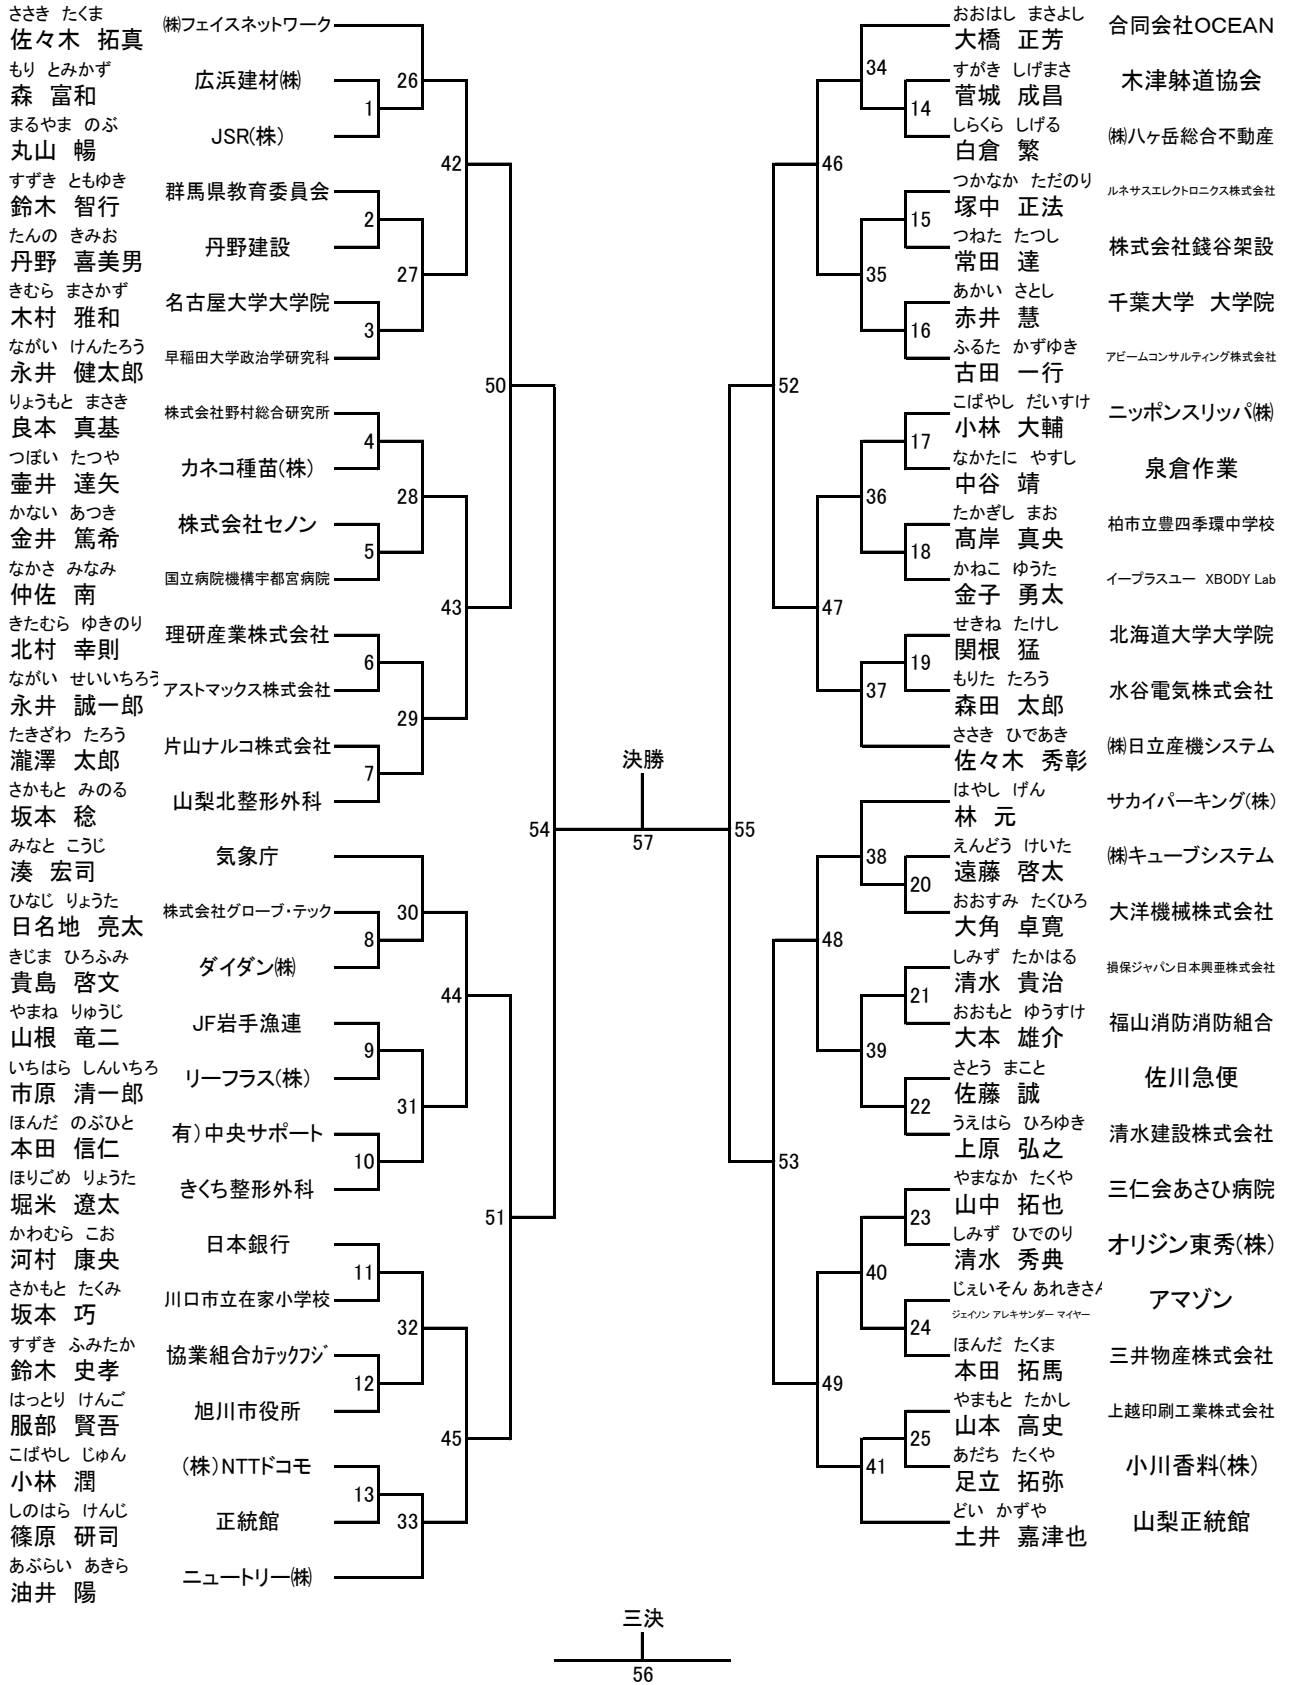 ささき たくま
佐々木 拓真 ㈱フェイスネットワーク
もり とみかず
森 富和 広浜建材㈱
まるやま のぶ
丸山 暢 JSR(株)
すずき ともゆき
鈴木 智行 群馬県教育委員会
たんの きみお
丹野 喜美男 丹野建設
きむら まさかず
木村 雅和 名古屋大学大学院
ながい けんたろう
永井 健太郎 早稲田大学政治学研究科
りょうもと まさき
良本 真基 株式会社野村総合研究所
つぼい たつや
壷井 達矢 カネコ種苗(株)
かない あつき
金井 篤希 株式会社セノン
なかさ みなみ
仲佐 南 国立病院機構宇都宮病院
きたむら ゆきのり
北村 幸則 理研産業株式会社
ながい せいいちろう
永井 誠一郎 アストマックス株式会社
たきざわ たろう
瀧澤 太郎 片山ナルコ株式会社
さかもと みのる
坂本 稔 山梨北整形外科
みなと こうじ
湊 宏司 気象庁
ひなじ りょうた
日名地 亮太 株式会社グローブ・テック
きじま ひろふみ
貴島 啓文 ダイダン㈱
やまね りゅうじ
山根 竜二 JF岩手漁連
いちはら しんいちろ
市原 清一郎 リーフラス(株)
ほんだ のぶひと
本田 信仁 有)中央サポート
ほりごめ りょうた
堀米 遼太 きくち整形外科
かわむら こお
河村 康央 日本銀行
さかもと たくみ
坂本 巧 川口市立在家小学校
すずき ふみたか
鈴木 史孝 協業組合ｶﾃｯｸﾌｼﾞ
はっとり けんご
服部 賢吾 旭川市役所
こばやし じゅん
小林 潤 (株)NTTドコモ
しのはら けんじ
篠原 研司 正統館
あぶらい あきら
油井 陽 ニュートリー㈱
1
2
3
4
5
6
7
8
9
10
11
12
13
26
27
28
29
30
31
32
33
42
43
44
45
50
51
54
決勝
57
三決
56
55
52
53
46
47
48
49
34
35
36
37
38
39
40
41
14
15
16
17
18
19
20
21
22
23
24
25
おおはし まさよし
大橋 正芳 合同会社OCEAN
すがき しげまさ
菅城 成昌 木津躰道協会
しらくら しげる
白倉 繁 ㈱八ヶ岳総合不動産
つかなか ただのり
塚中 正法 ルネサスエレクトロニクス株式会社
つねた たつし
常田 達 株式会社錢谷架設
あかい さとし
赤井 慧 千葉大学 大学院
ふるた かずゆき
古田 一行 アビームコンサルティング株式会社
こばやし だいすけ
小林 大輔 ニッポンスリッパ㈱
なかたに やすし
中谷 靖 泉倉作業
たかぎし まお
髙岸 真央 柏市立豊四季環中学校
かねこ ゆうた
金子 勇太 イープラスユー XBODY Lab
せきね たけし
関根 猛 北海道大学大学院
もりた たろう
森田 太郎 水谷電気株式会社
ささき ひであき
佐々木 秀彰 ㈱日立産機システム
はやし げん
林 元 サカイパーキング(株)
えんどう けいた
遠藤 啓太 ㈱キューブシステム
おおすみ たくひろ
大角 卓寛 大洋機械株式会社
しみず たかはる
清水 貴治 損保ジャパン日本興亜株式会社
おおもと ゆうすけ
大本 雄介 福山消防消防組合
さとう まこと
佐藤 誠 佐川急便
うえはら ひろゆき
上原 弘之 清水建設株式会社
やまなか たくや
山中 拓也 三仁会あさひ病院
しみず ひでのり
清水 秀典 オリジン東秀(株)
じぇいそん あれきさん
ジェイソン アレキサンダー マイヤー アマゾン
ほんだ たくま
本田 拓馬 三井物産株式会社
やまもと たかし
山本 高史 上越印刷工業株式会社
あだち たくや
足立 拓弥 小川香料(株)
どい かずや
土井 嘉津也 山梨正統館